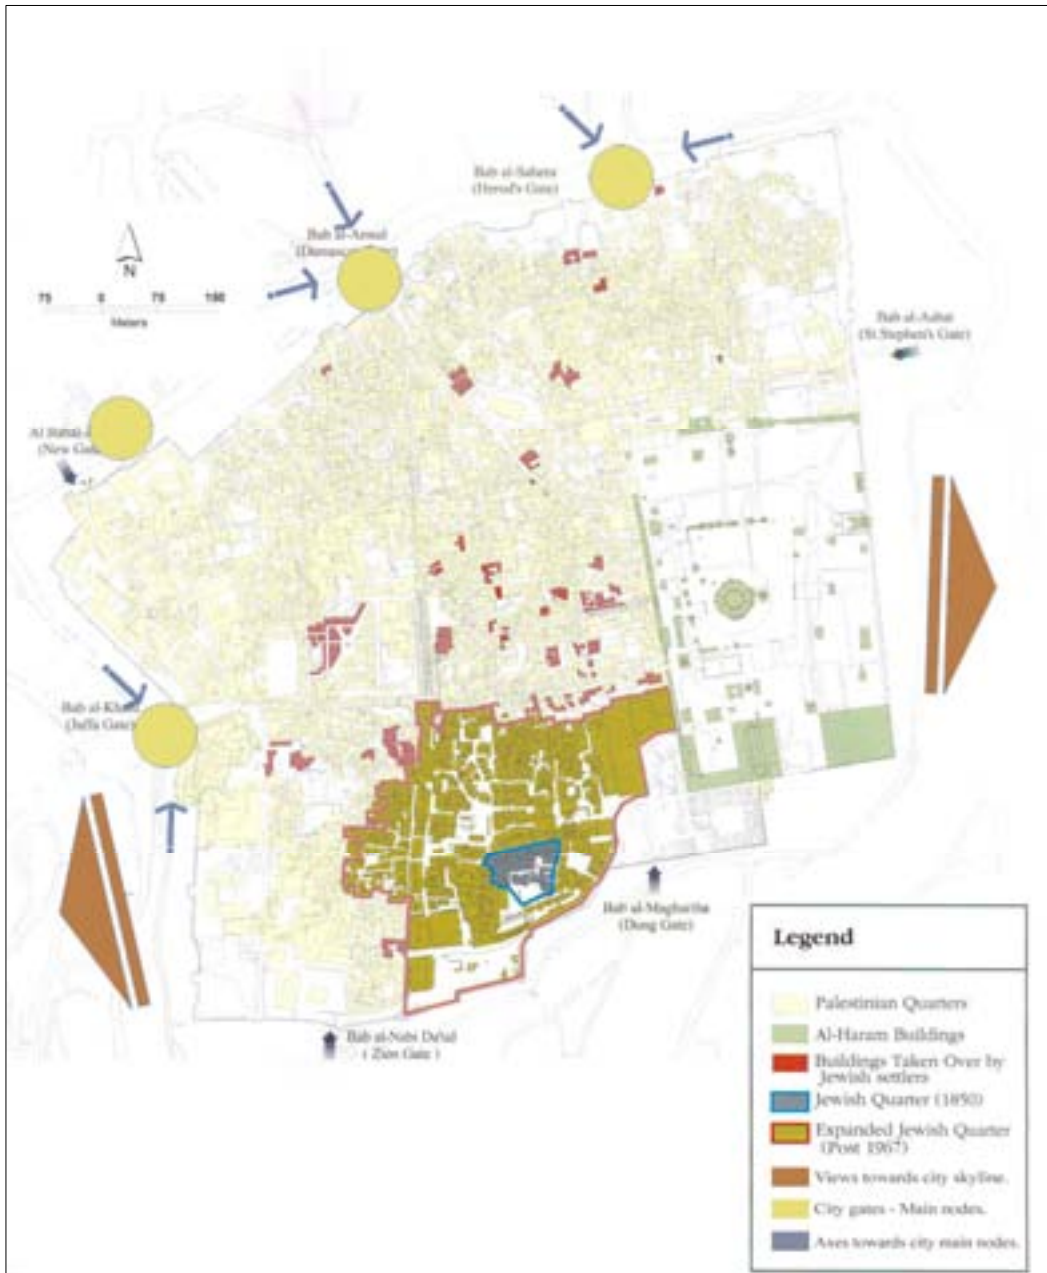 Bab al-Sahera
(Herod's Gate)
Bab al-Amud
(Damascus
N
75 0 75 150
Meters
Bab al-Asbat
(St.Stephen's Gate)
(New Gate
Bab al-Khalil
(Jaffa Gate)
Bab al-Magharība
(Dung Gate)
Bab al-Nabi Da'ud
( Zion Gate )
Legend
Palestinian Quarters
Al-Haram Buildings
Buildings Taken Over by
Jewish settlers
Jewish Quarter (1850)
Expanded Jewish Quarter
(Post 1967)
Views towards city skyline.
City gates - Main nodes.
Axes towards city main nodes.